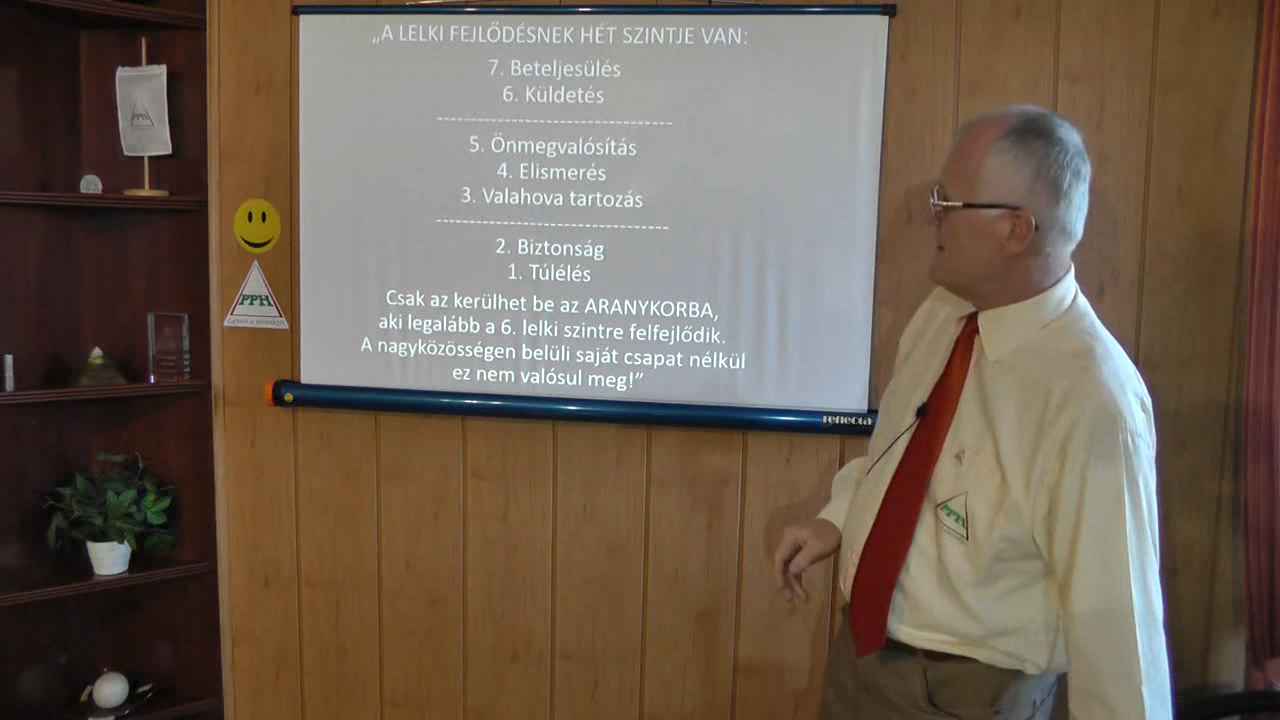 „A LELKI FEJLŐDÉSNEK HÉT SZINTJE VAN:
7. Beteljesülés
6. Küldetés
------------------------------
5. Önmegvalósítás
4. Elismerés
3. Valahova tartozás
------------------------------
2. Biztonság
1. Túlélés
Csak az kerülhet be az ARANYKORBA,
aki legalább a 6. lelki szintre felfejlődik.
A nagyközösségen belüli saját csapat nélkül
ez nem valósul meg!”
reflecta
PPH
PPH
PPH